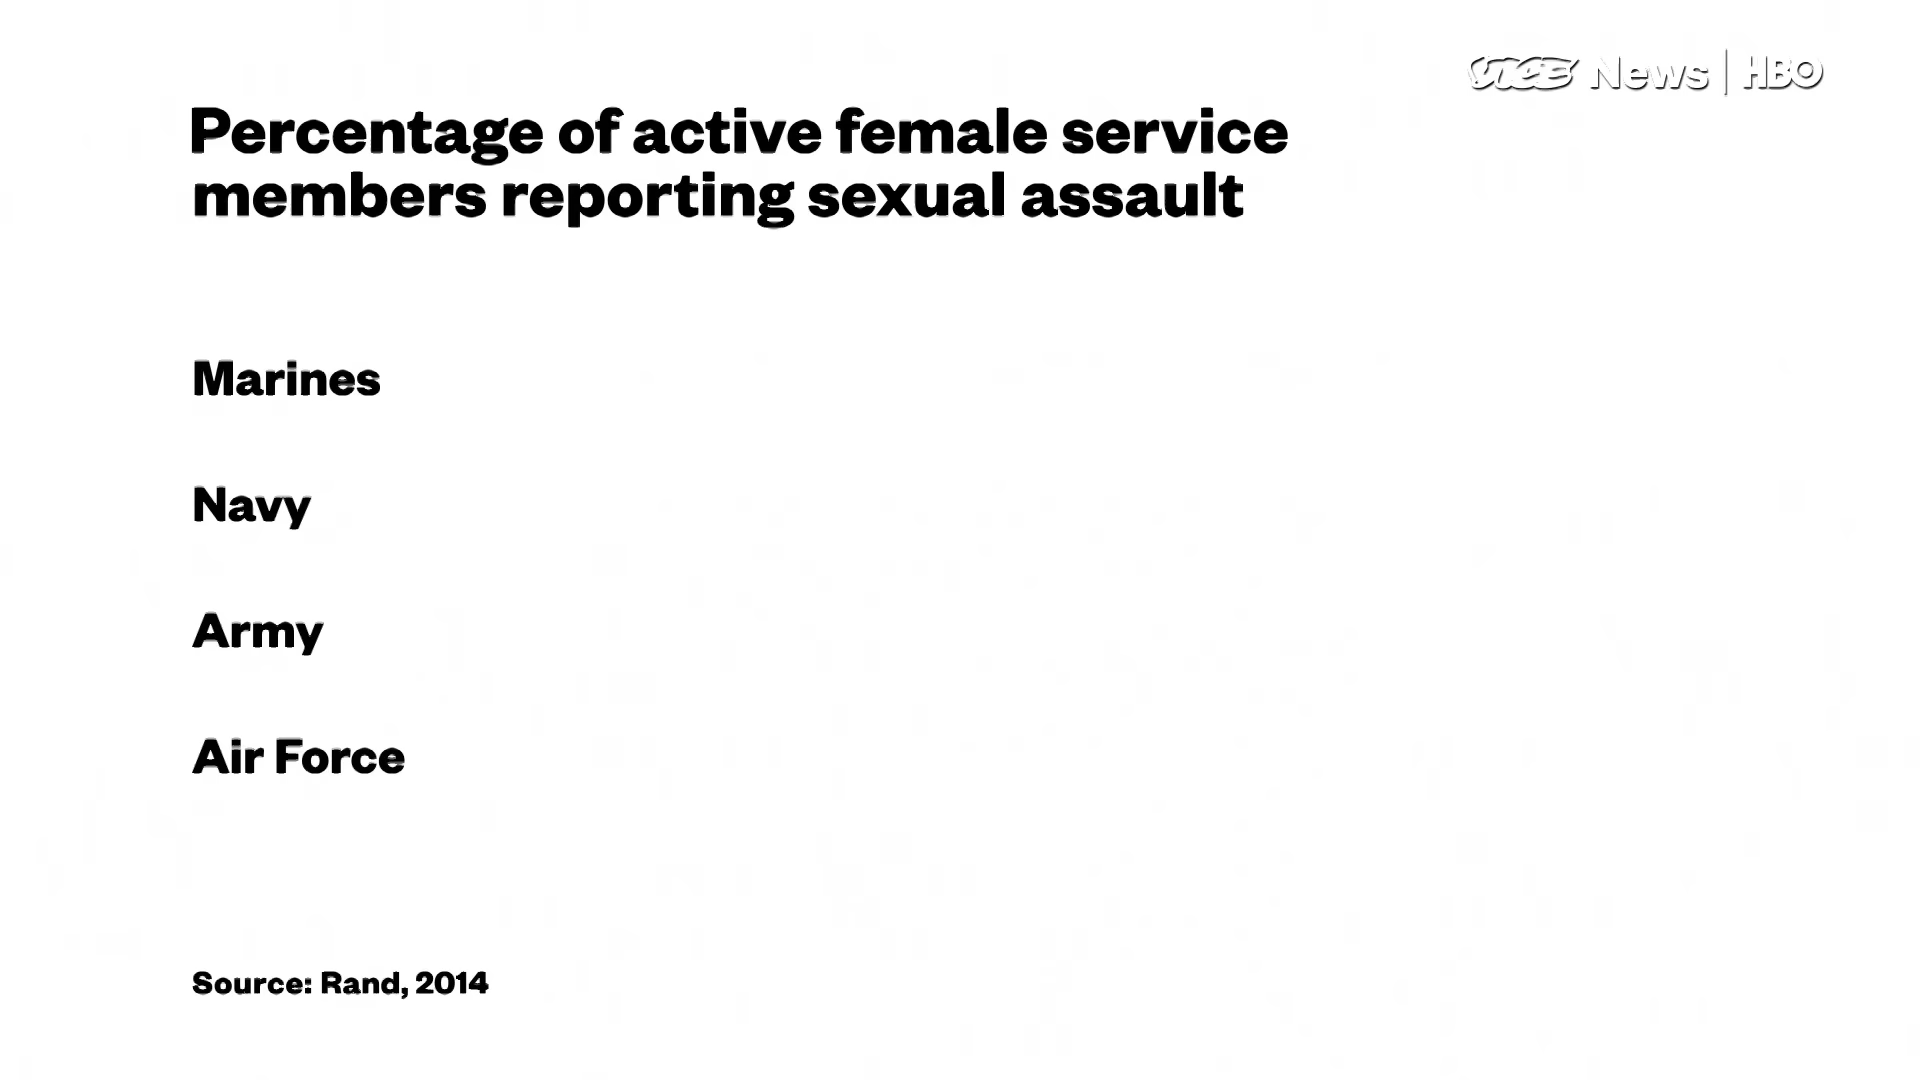 VICE News | HBO
Percentage of active female service
members reporting sexual assault
Marines
Navy
Army
Air Force
Source: Rand, 2014